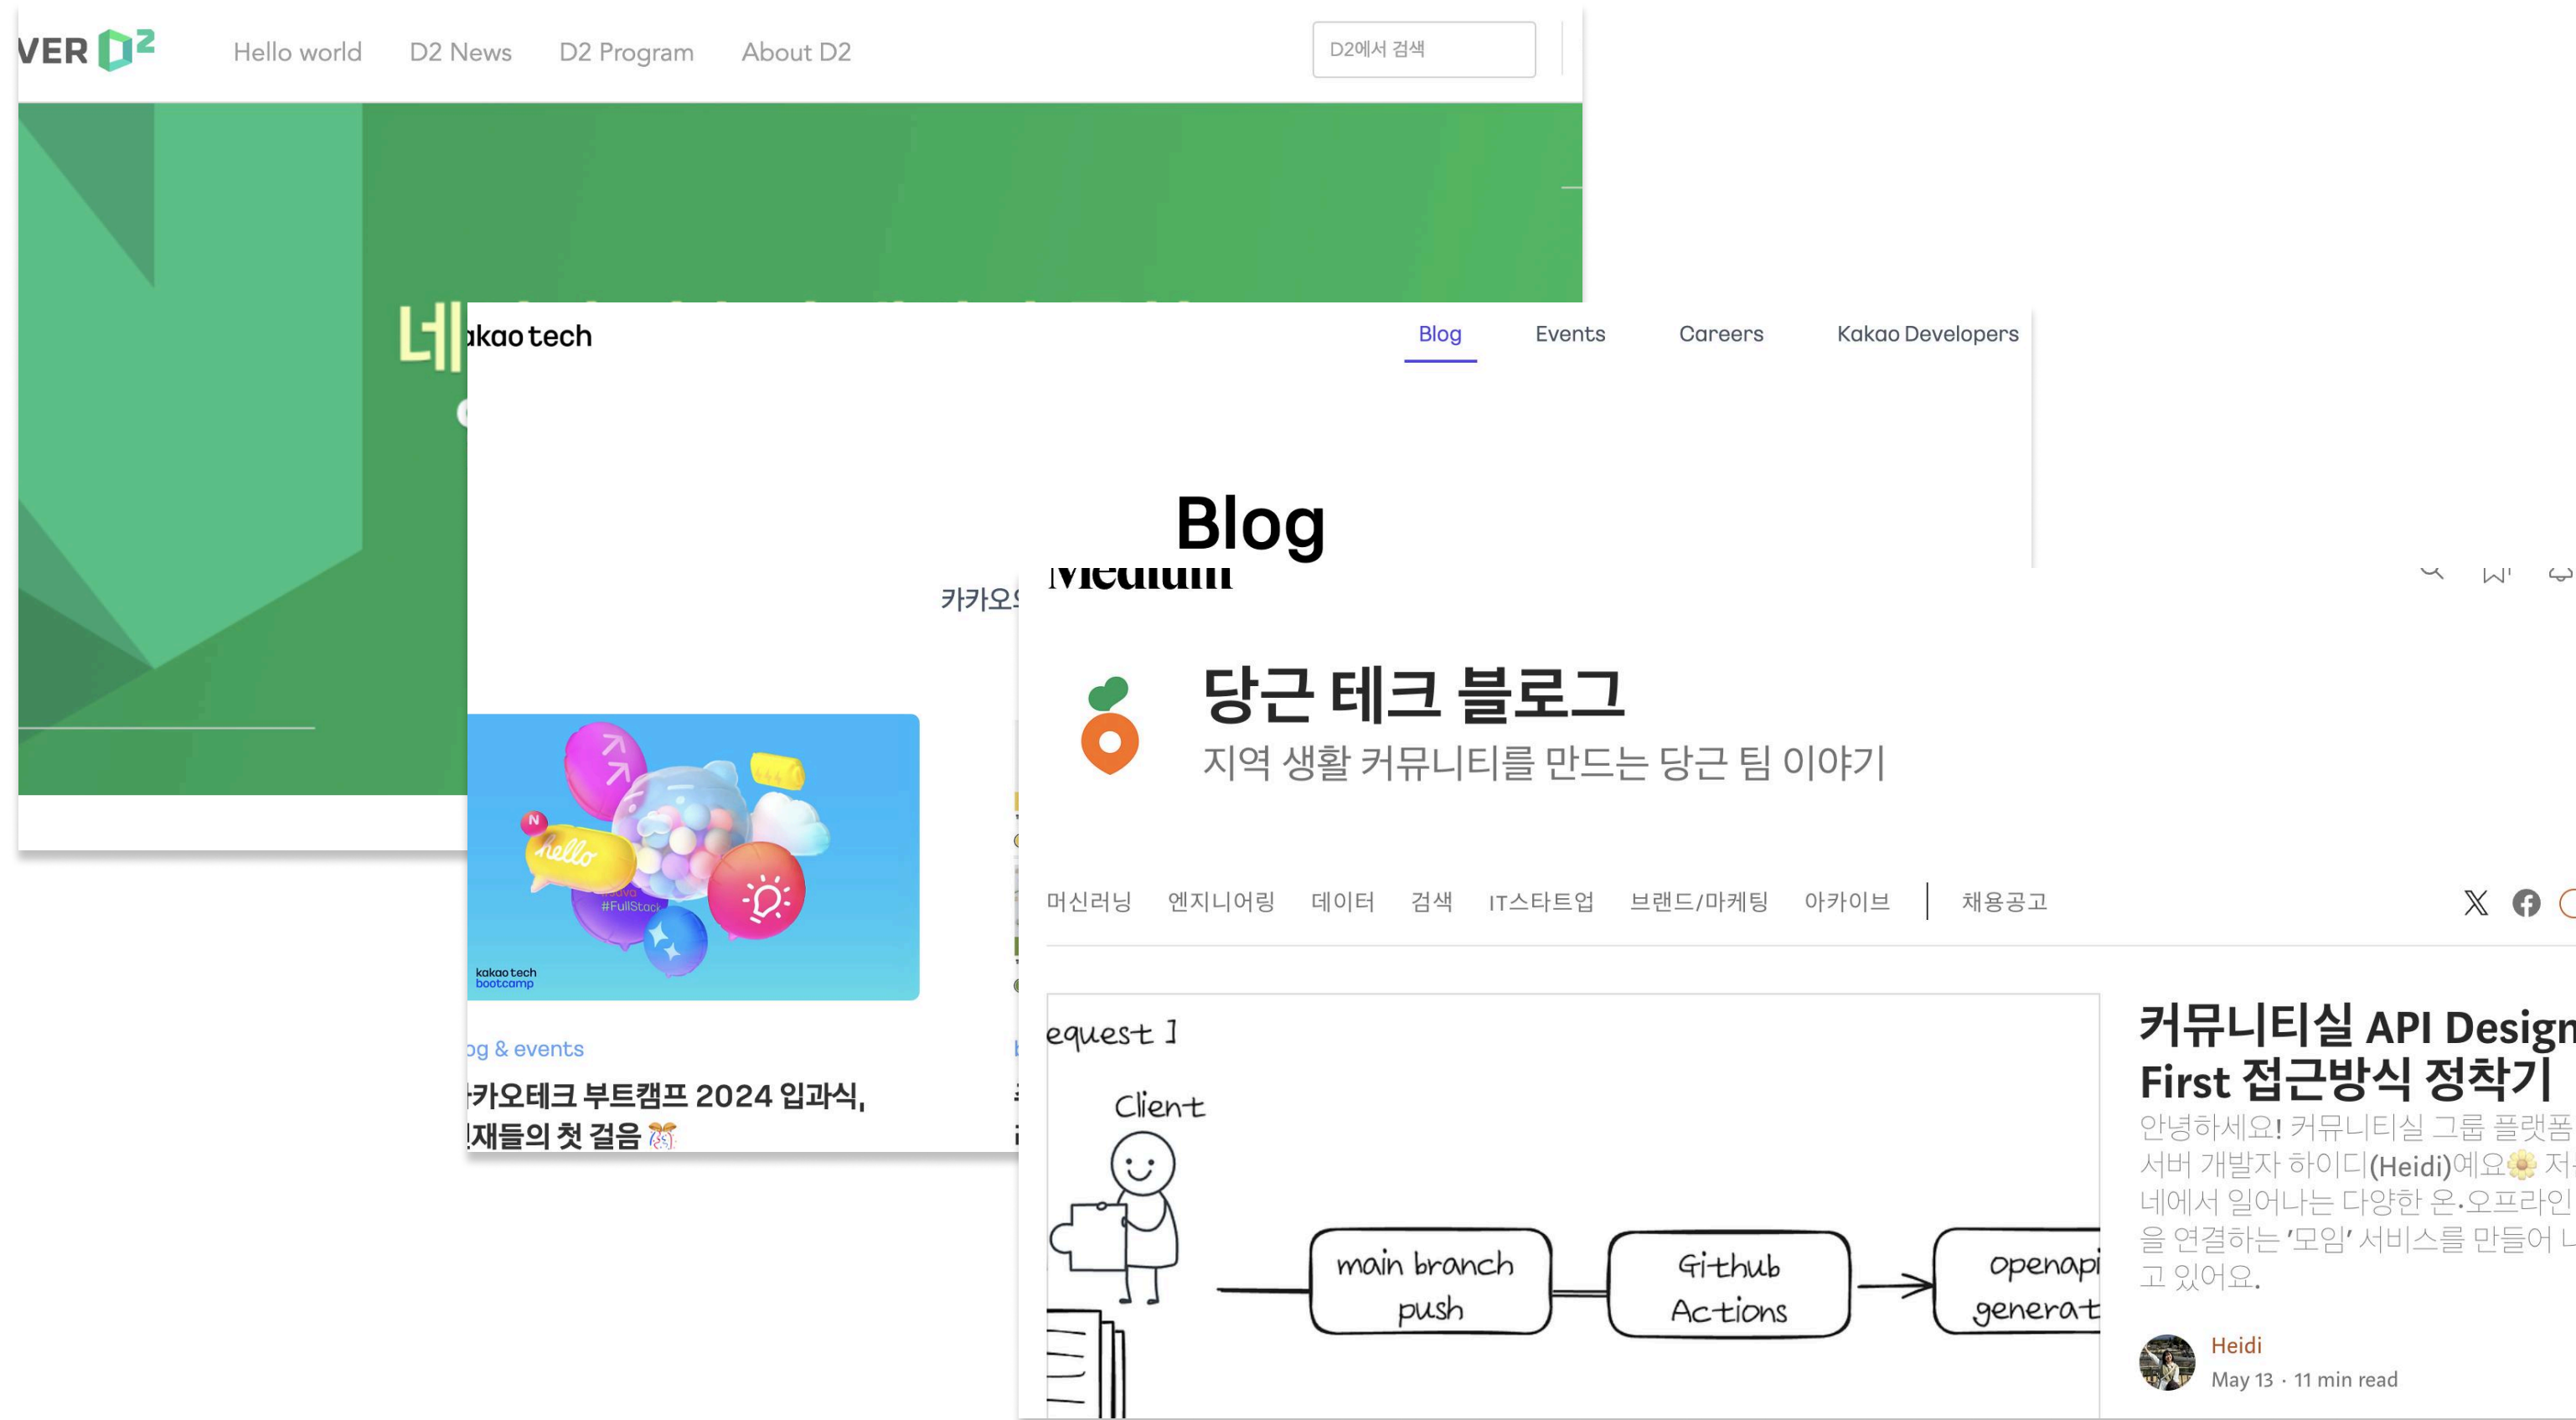 VER D2
Hello world
D2 News
D2 Program
About D2
D2에서 검색
네
akao tech
Blog
Events
Careers
Kakao Developers
Blog
카카오
Medium
당근 테크 블로그
지역 생활 커뮤니티를 만드는 당근 팀 이야기
머신러닝
엔지니어링
데이터
검색
IT스타트업
브랜드/마케팅
아카이브
채용공고
N
hello
#FullStack
kakao tech
bootcamp
og & events
카오테크 부트캠프 2024 입과식,
재들의 첫 걸음
equest ]
Client
main branch
push
Github
Actions
openapi
generat
커뮤니티실 API Design
First 접근방식 정착기
안녕하세요! 커뮤니티실 그룹 플랫폼
서버 개발자 하이디(Heidi)예요🌼 저
네에서 일어나는 다양한 온·오프라인
을 연결하는 '모임' 서비스를 만들어 나
고 있어요.
Heidi
May 13 · 11 min read